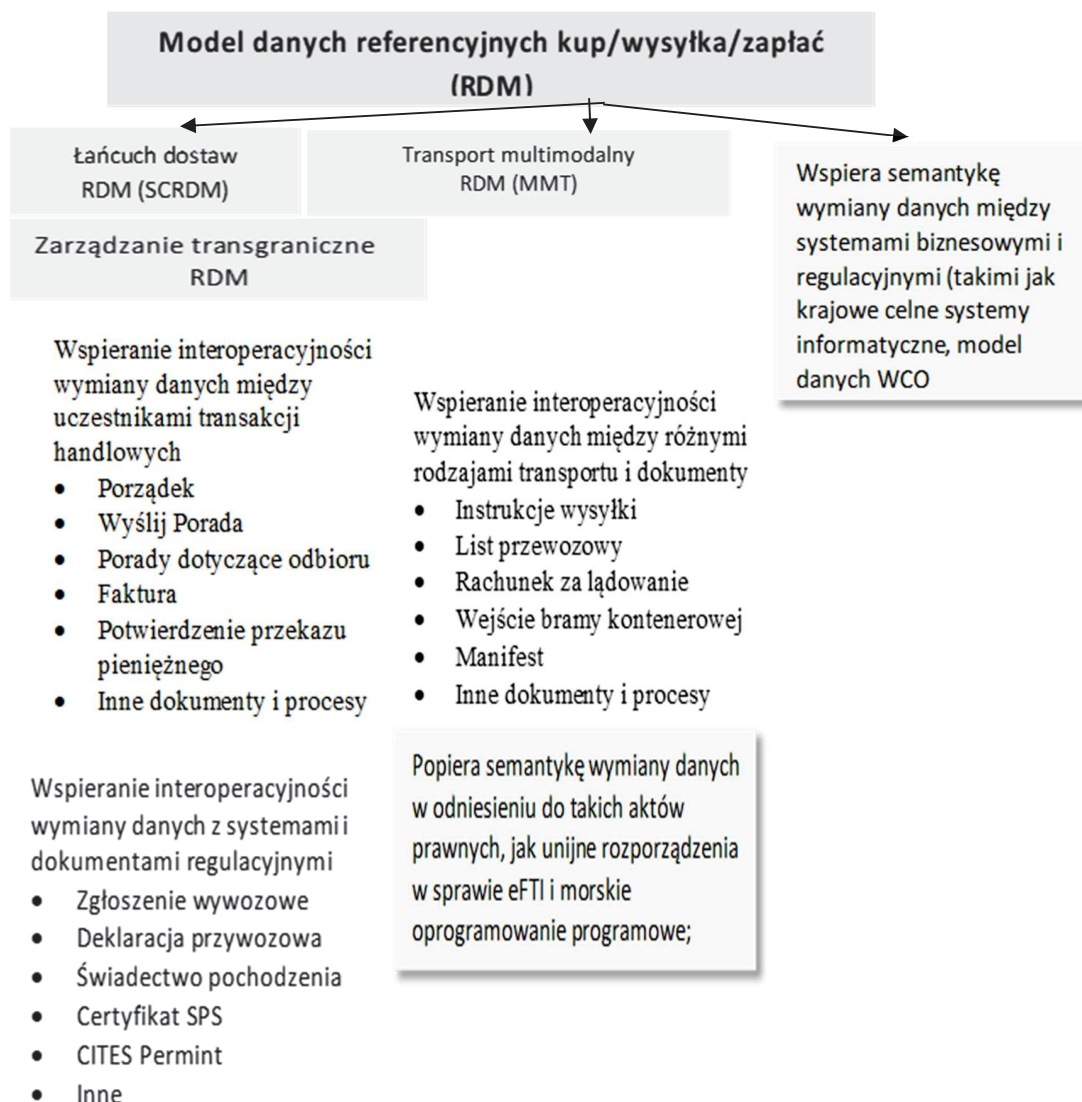 Model danych referencyjnych kup/wysyłka/zapłać
(RDM)
Łańcuch dostaw
RDM (SCRDM)
Transport multimodalny
RDM (MMT)
Zarządzanie transgraniczne
RDM
Wspiera semantykę
wymiany danych między
systemami biznesowymi i
regulacyjnymi (takimi jak
krajowe celne systemy
informatyczne, model
danych WCO
Wspieranie interoperacyjności
wymiany danych między
uczestnikami transakcji
handlowych
• Porządek
• Wyślij Porada
• Porady dotyczące odbioru
• Faktura
• Potwierdzenie przekazu
pieniężnego
• Inne dokumenty i procesy
Wspieranie interoperacyjności
wymiany danych między różnymi
rodzajami transportu i dokumenty
• Instrukcje wysyłki
• List przewozowy
• Rachunek za lądowanie
• Wejście bramy kontenerowej
• Manifest
• Inne dokumenty i procesy
Popiera semantykę wymiany danych
w odniesieniu do takich aktów
prawnych, jak unijne rozporządzenia
w sprawie eFTI i morskie
oprogramowanie programowe;
Wspieranie interoperacyjności
wymiany danych z systemami i
dokumentami regulacyjnymi
• Zgłoszenie wywozowe
• Deklaracja przywozowa
• Świadectwo pochodzenia
• Certyfikat SPS
• CITES Permint
• Inne